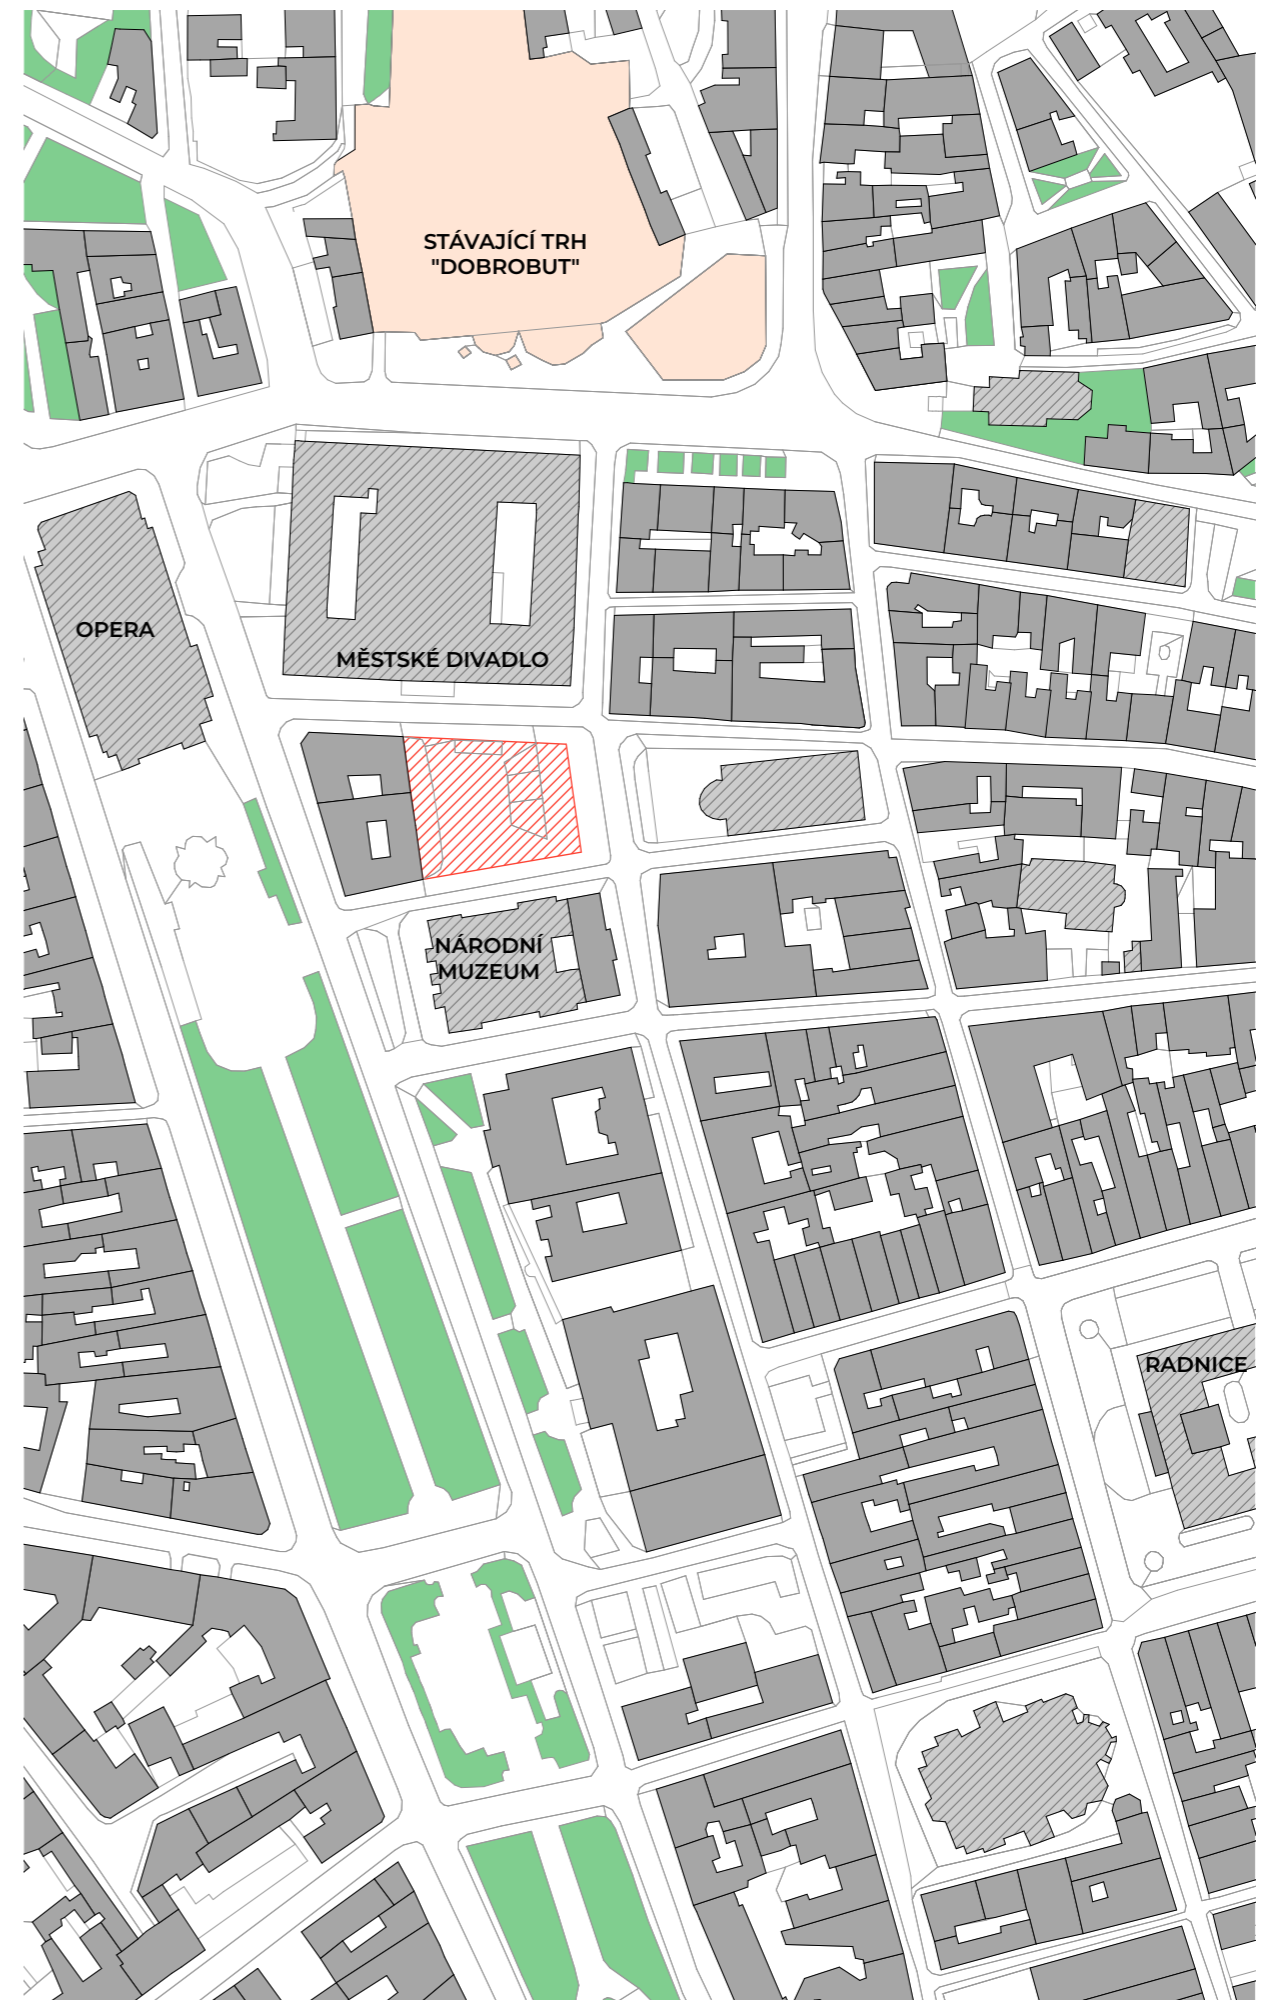 STÁVAJÍCÍ TRH
"DOBROBUT"
OPERA
MĚSTSKÉ DIVADLO
NÁRODNÍ
MUZEUM
RADNICE